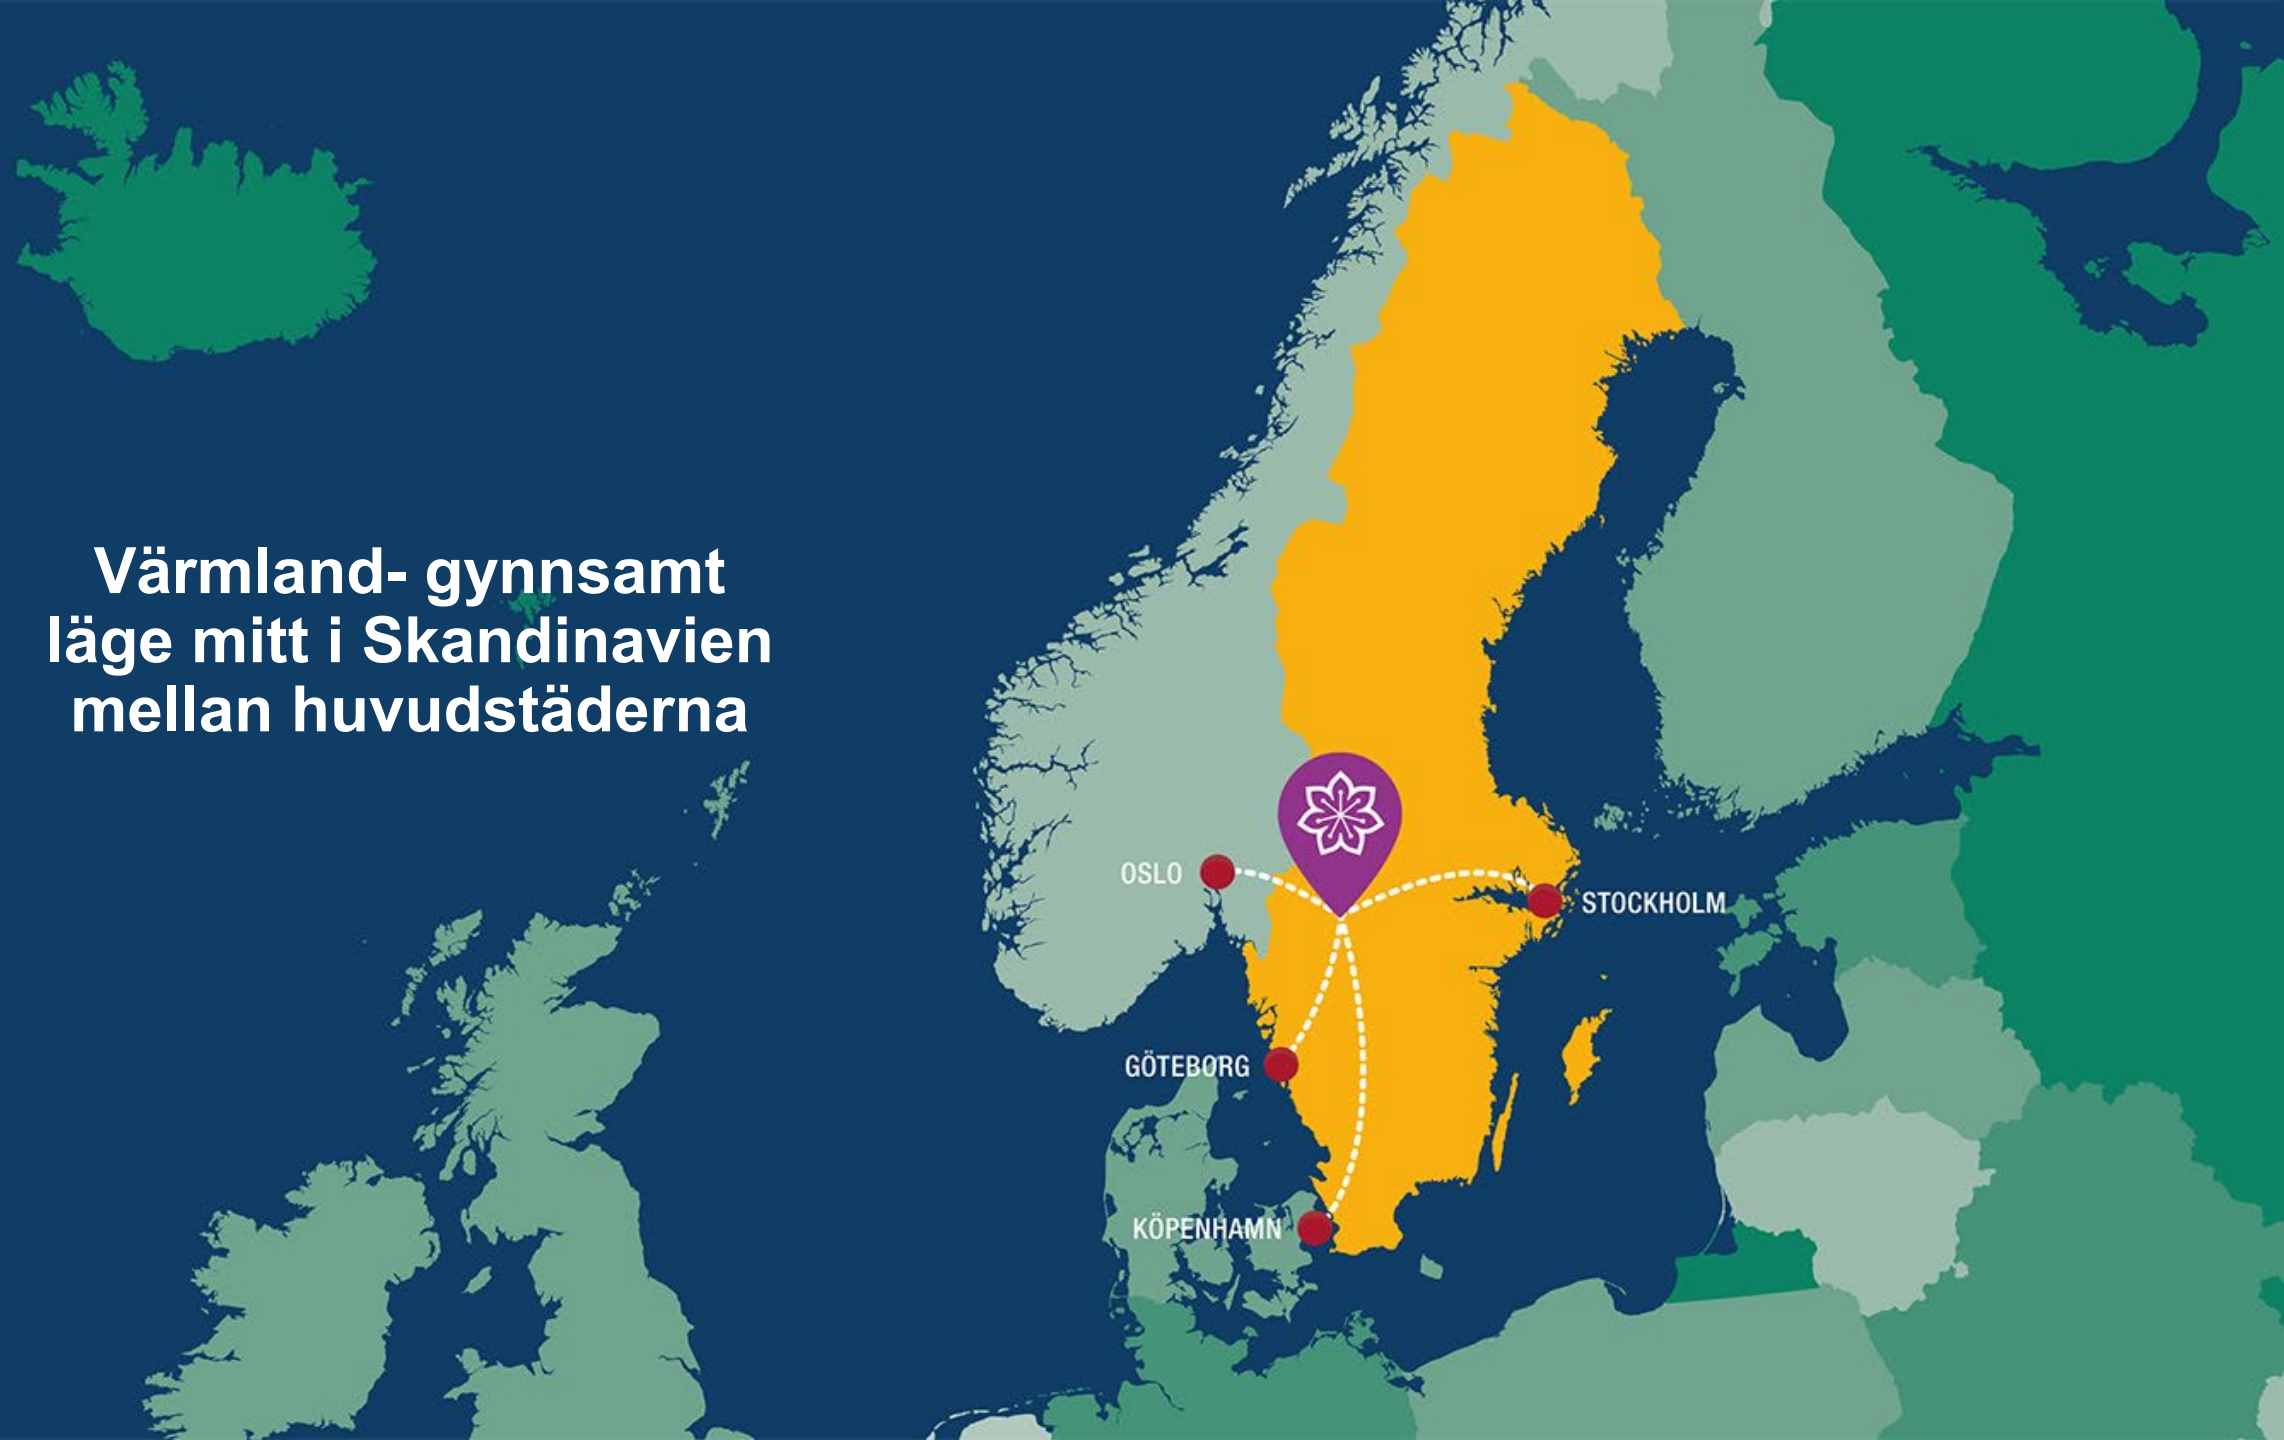 Värmland- gynnsamt
läge mitt i Skandinavien
mellan huvudstäderna
OSLO
STOCKHOLM
GÖTEBORG
KÖPENHAMN